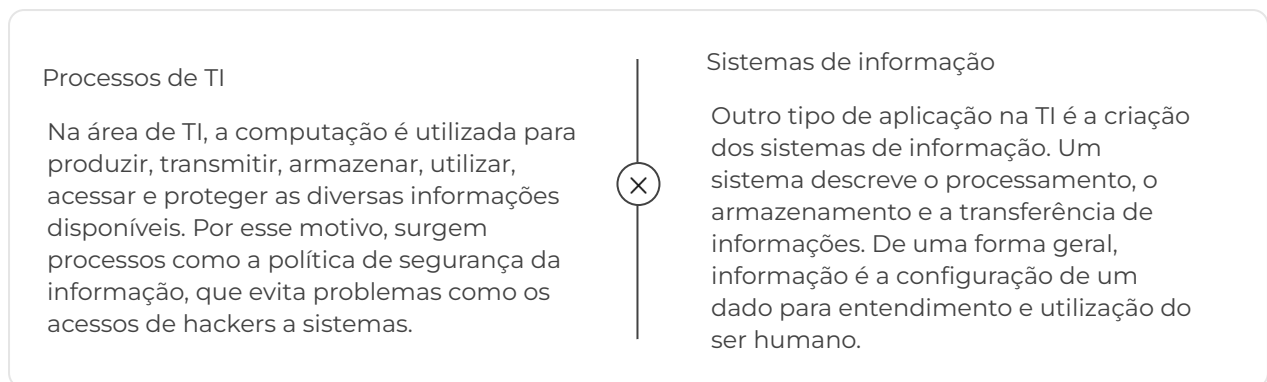 Processos de TI
Na área de TI, a computação é utilizada para
produzir, transmitir, armazenar, utilizar,
acessar e proteger as diversas informações
disponíveis. Por esse motivo, surgem
processos como a política de segurança da
informação, que evita problemas como os
acessos de hackers a sistemas.
Sistemas de informação
Outro tipo de aplicação na TI é a criação
dos sistemas de informação. Um
sistema descreve o processamento, o
armazenamento e a transferência de
informações. De uma forma geral,
informação é a configuração de um
dado para entendimento e utilização do
ser humano.